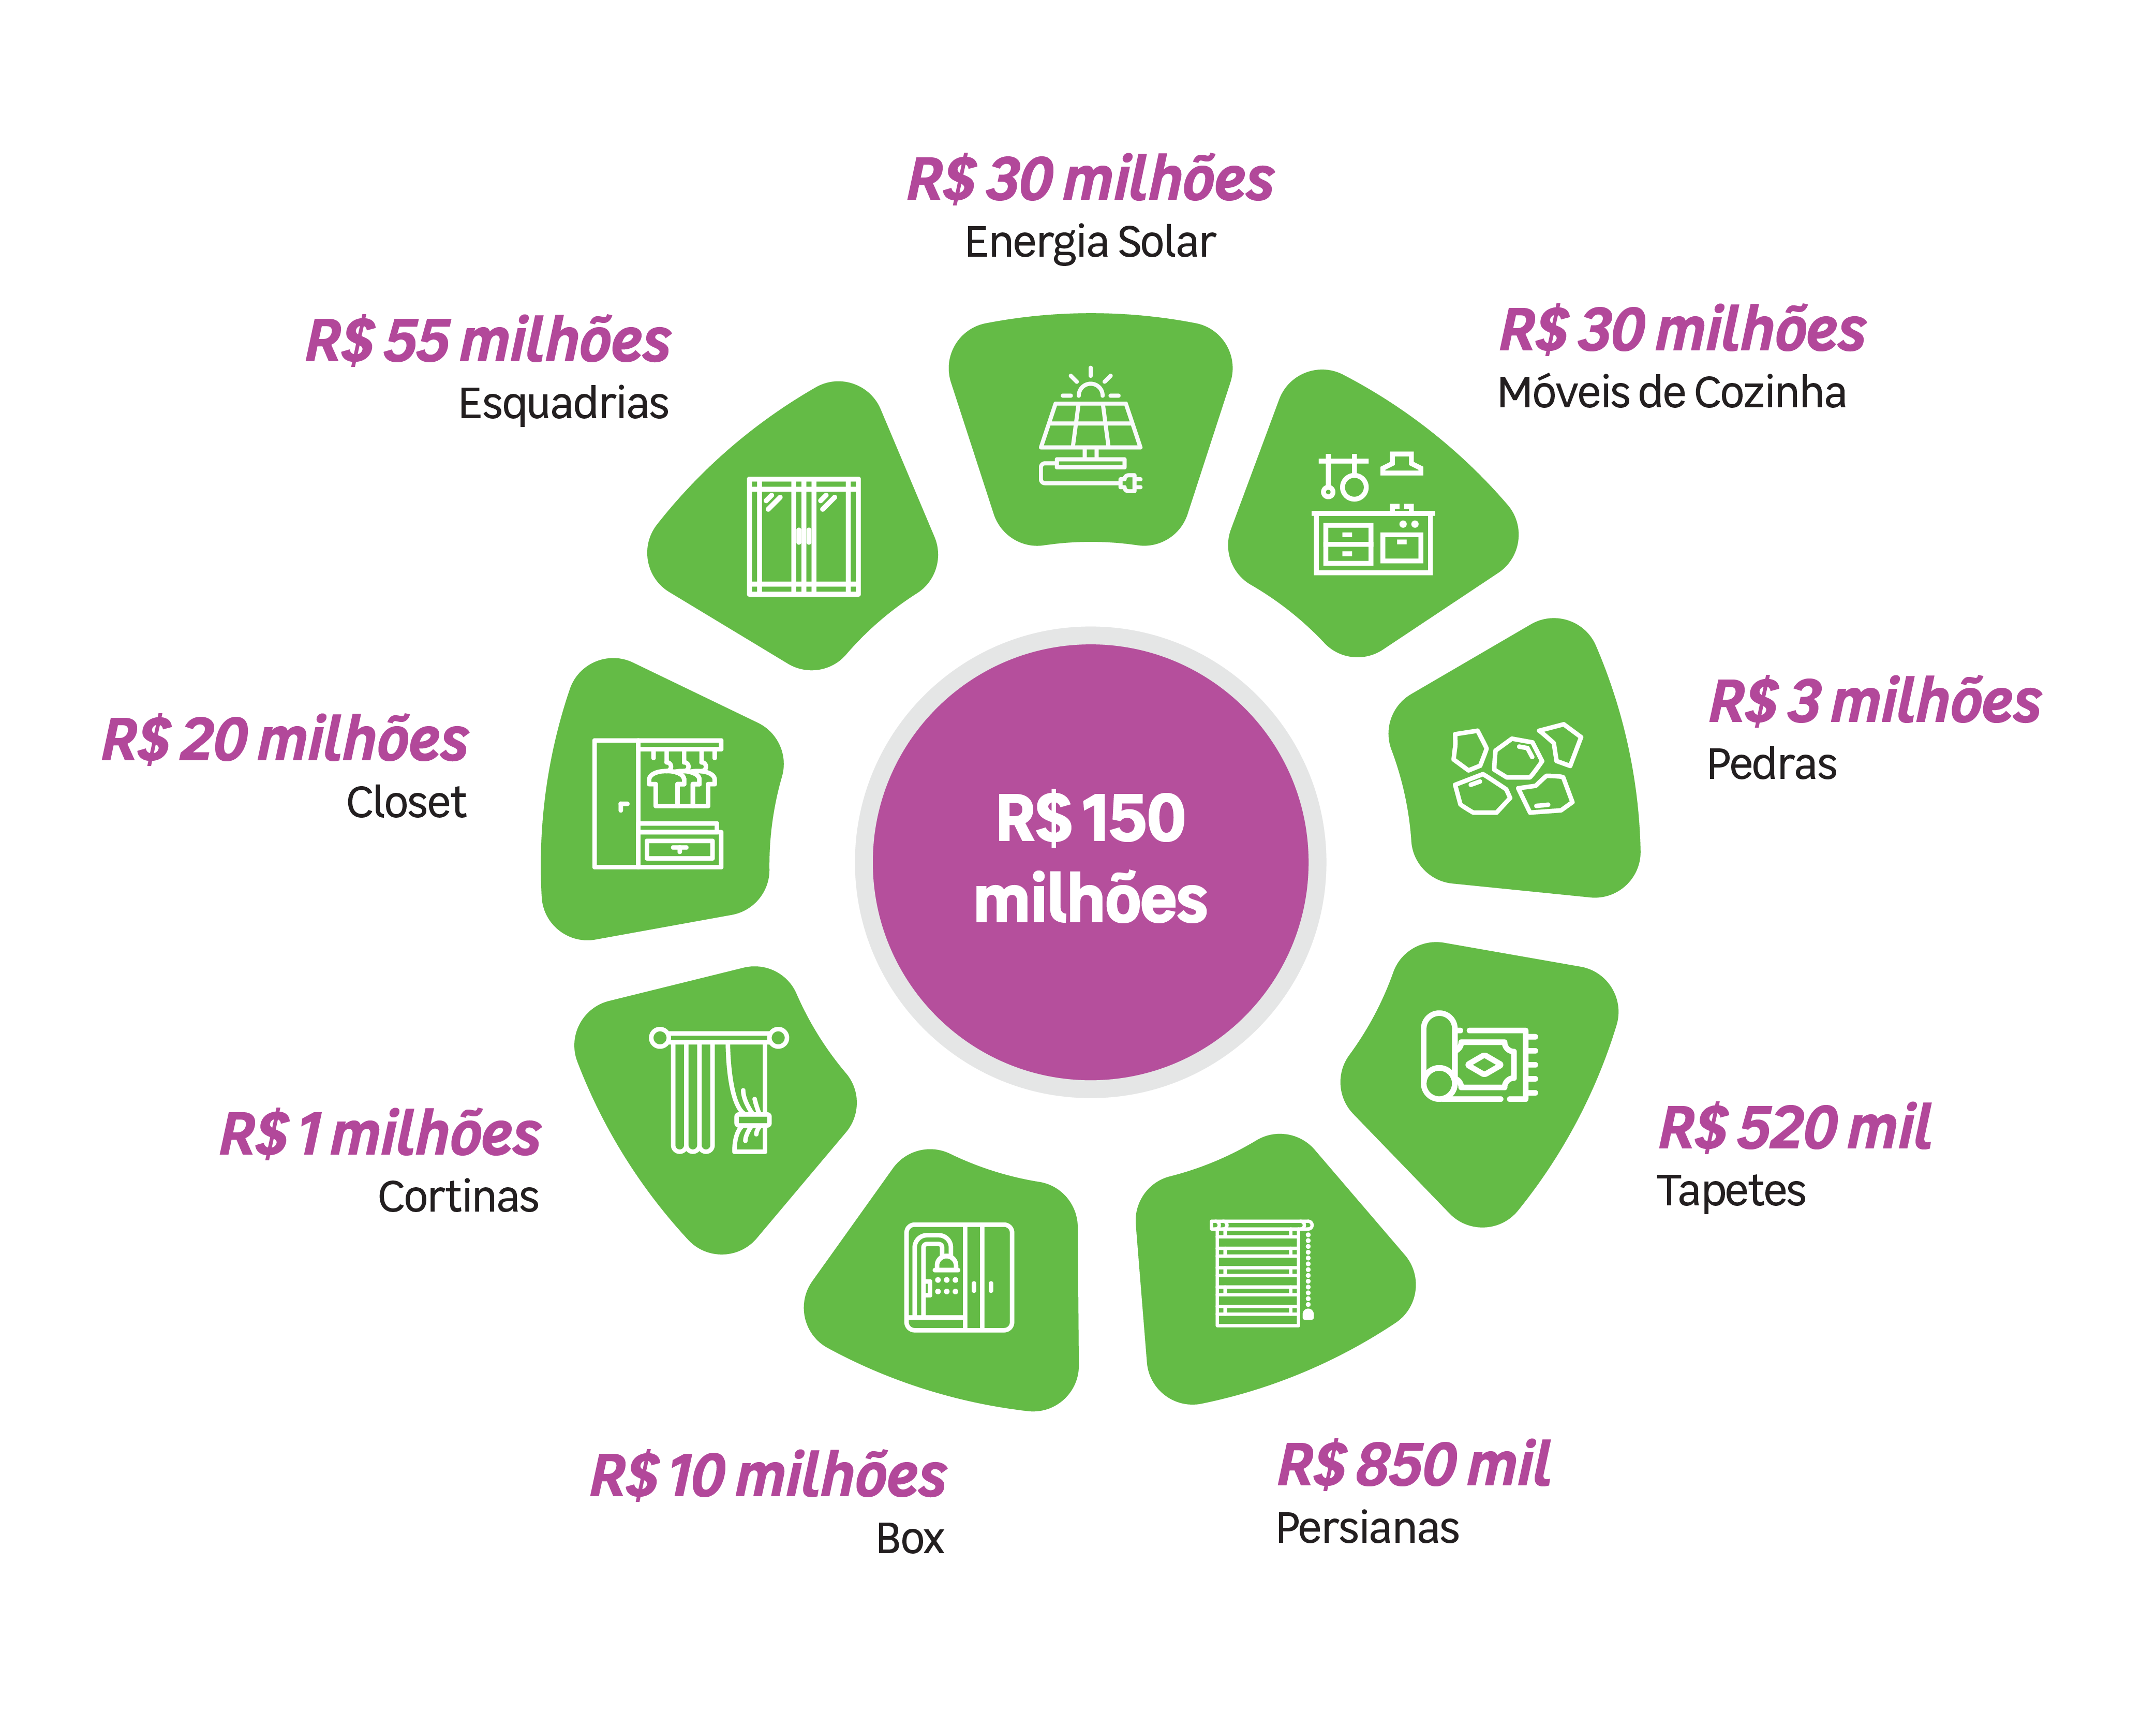 R$ 30 milhões
Energia Solar
R$ 30 milhões
Móveis de Cozinha
R$ 55 milhões
Esquadrias
R$ 3 milhões
Pedras
R$ 20 milhões
Closet
R$ 150
milhões
R$ 520 mil
Tapetes
R$ 1 milhões
Cortinas
R$ 850 mil
Persianas
R$ 10 milhões
Box